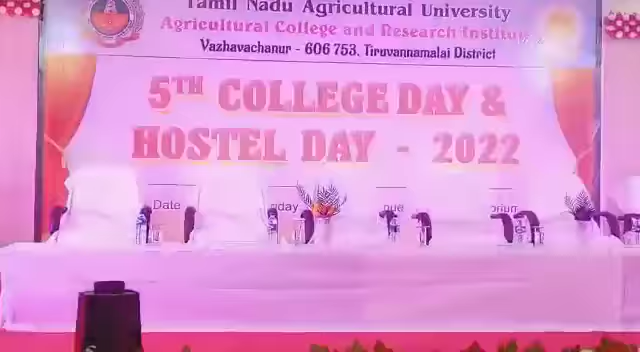 Tamil Nadu Agricultural University
Agricultural College and Research Institute
Vazhavachanur - 606 753, Tiruvannamalai District
5TH COLLEGE DAY &
HOSTEL DAY - 2022
Date